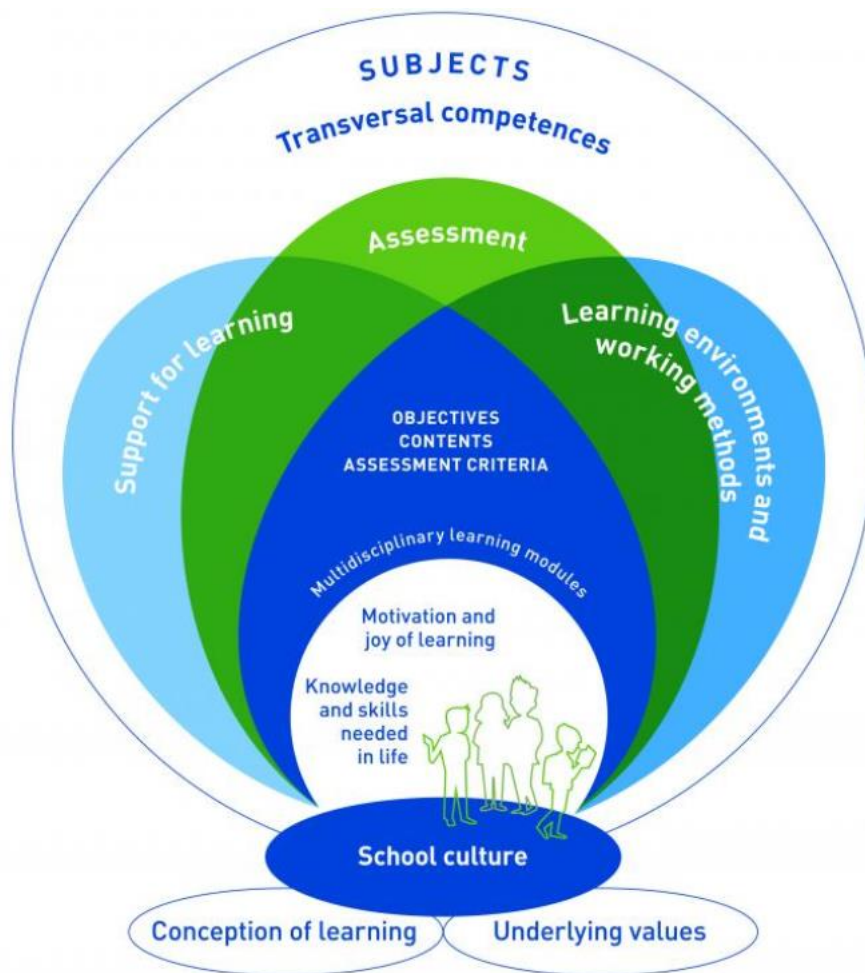 SUBJECTS
Transversal competences
Assessment
Support for learning
Learning environments and
working methods
OBJECTIVES
CONTENTS
ASSESSMENT CRITERIA
Multidisciplinary learning modules
Motivation and
joy of learning
Knowledge
and skills
needed
in life
School culture
Conception of learning
Underlying values